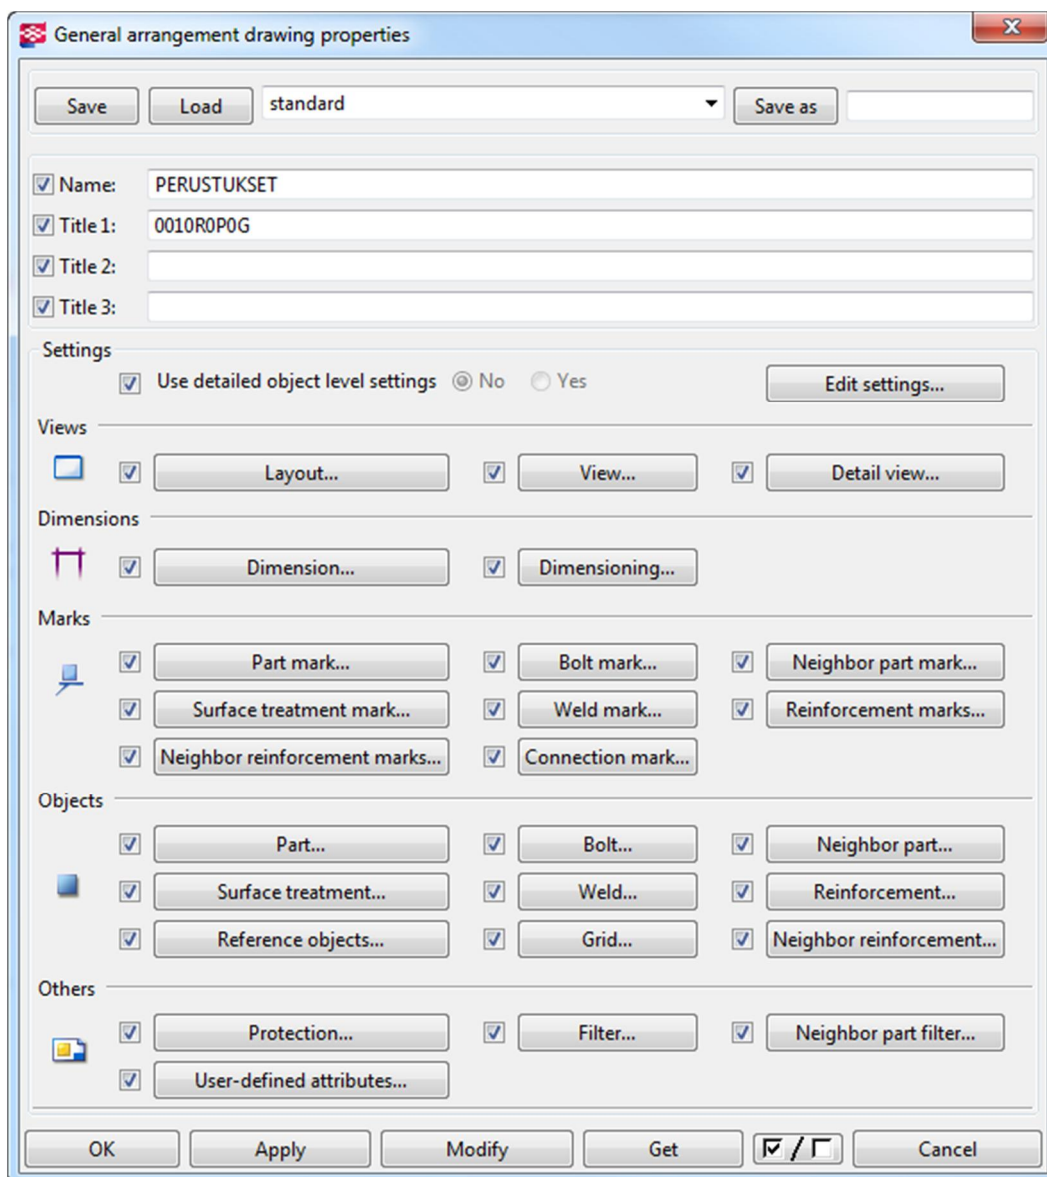 General arrangement drawing properties
Save Load standard Save as
Name: PERUSTUKSET
Title 1: 0010R0P0G
Title 2:
Title 3:
Settings
Use detailed object level settings No Yes Edit settings...
Views
Layout... View... Detail view...
Dimensions
Dimension... Dimensioning...
Marks
Part mark... Bolt mark... Neighbor part mark...
Surface treatment mark... Weld mark... Reinforcement marks...
Neighbor reinforcement marks... Connection mark...
Objects
Part... Bolt... Neighbor part...
Surface treatment... Weld... Reinforcement...
Reference objects... Grid... Neighbor reinforcement...
Others
Protection... Filter... Neighbor part filter...
User-defined attributes...
OK Apply Modify Get / Cancel